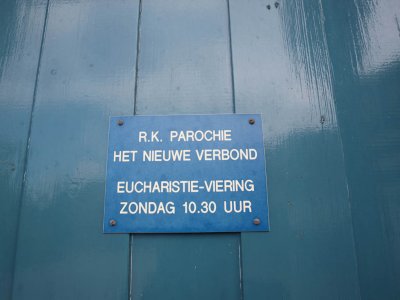 R.K. PAROCHIE
HET NIEUWE VERBOND
EUCHARISTIE-VIERING
ZONDAG 10.30 UUR